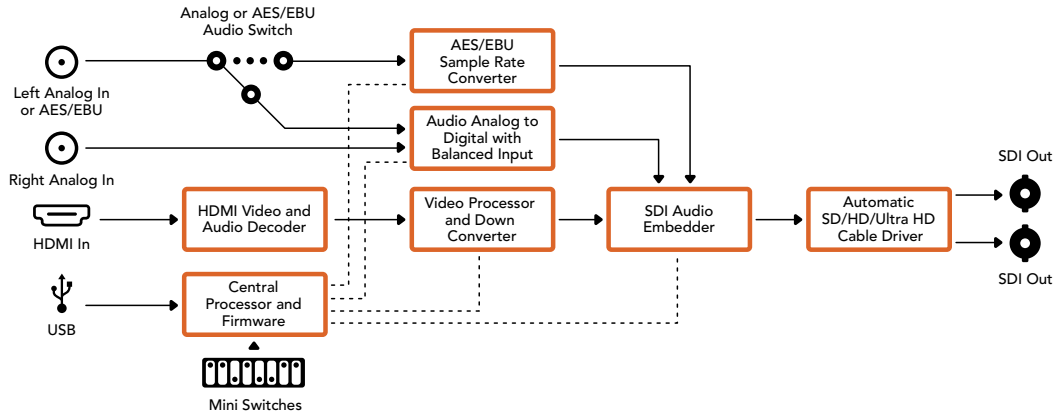 Analog or AES/EBU
Audio Switch
Left Analog In
or AES/EBU
Right Analog In
HDMI In
USB
AES/EBU
Sample Rate
Converter
Audio Analog to
Digital with
Balanced Input
HDMI Video and
Audio Decoder
Video Processor
and Down
Converter
SDI Audio
Embedder
Automatic
SD/HD/Ultra HD
Cable Driver
SDI Out
SDI Out
Central
Processor and
Firmware
Mini Switches